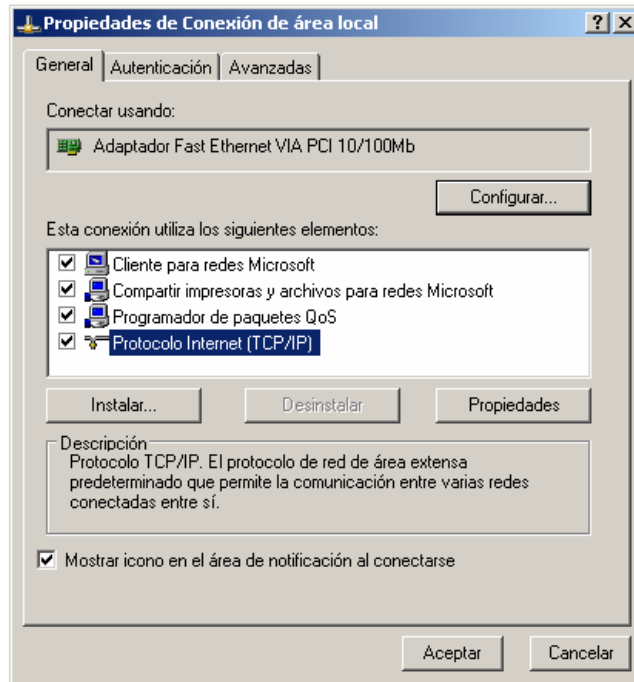 Propiedades de Conexión de área local
General
Autenticación
Avanzadas
Conectar usando:
Adaptador Fast Ethernet VIA PCI 10/100Mb
Configurar...
Esta conexión utiliza los siguientes elementos:
Cliente para redes Microsoft
Compartir impresoras y archivos para redes Microsoft
Programador de paquetes QoS
Protocolo Internet (TCP/IP)
Instalar...
Desinstalar
Propiedades
Descripción
Protocolo TCP/IP. El protocolo de red de área extensa
predeterminado que permite la comunicación entre varias redes
conectadas entre sí.
Mostrar icono en el área de notificación al conectarse
Aceptar
Cancelar